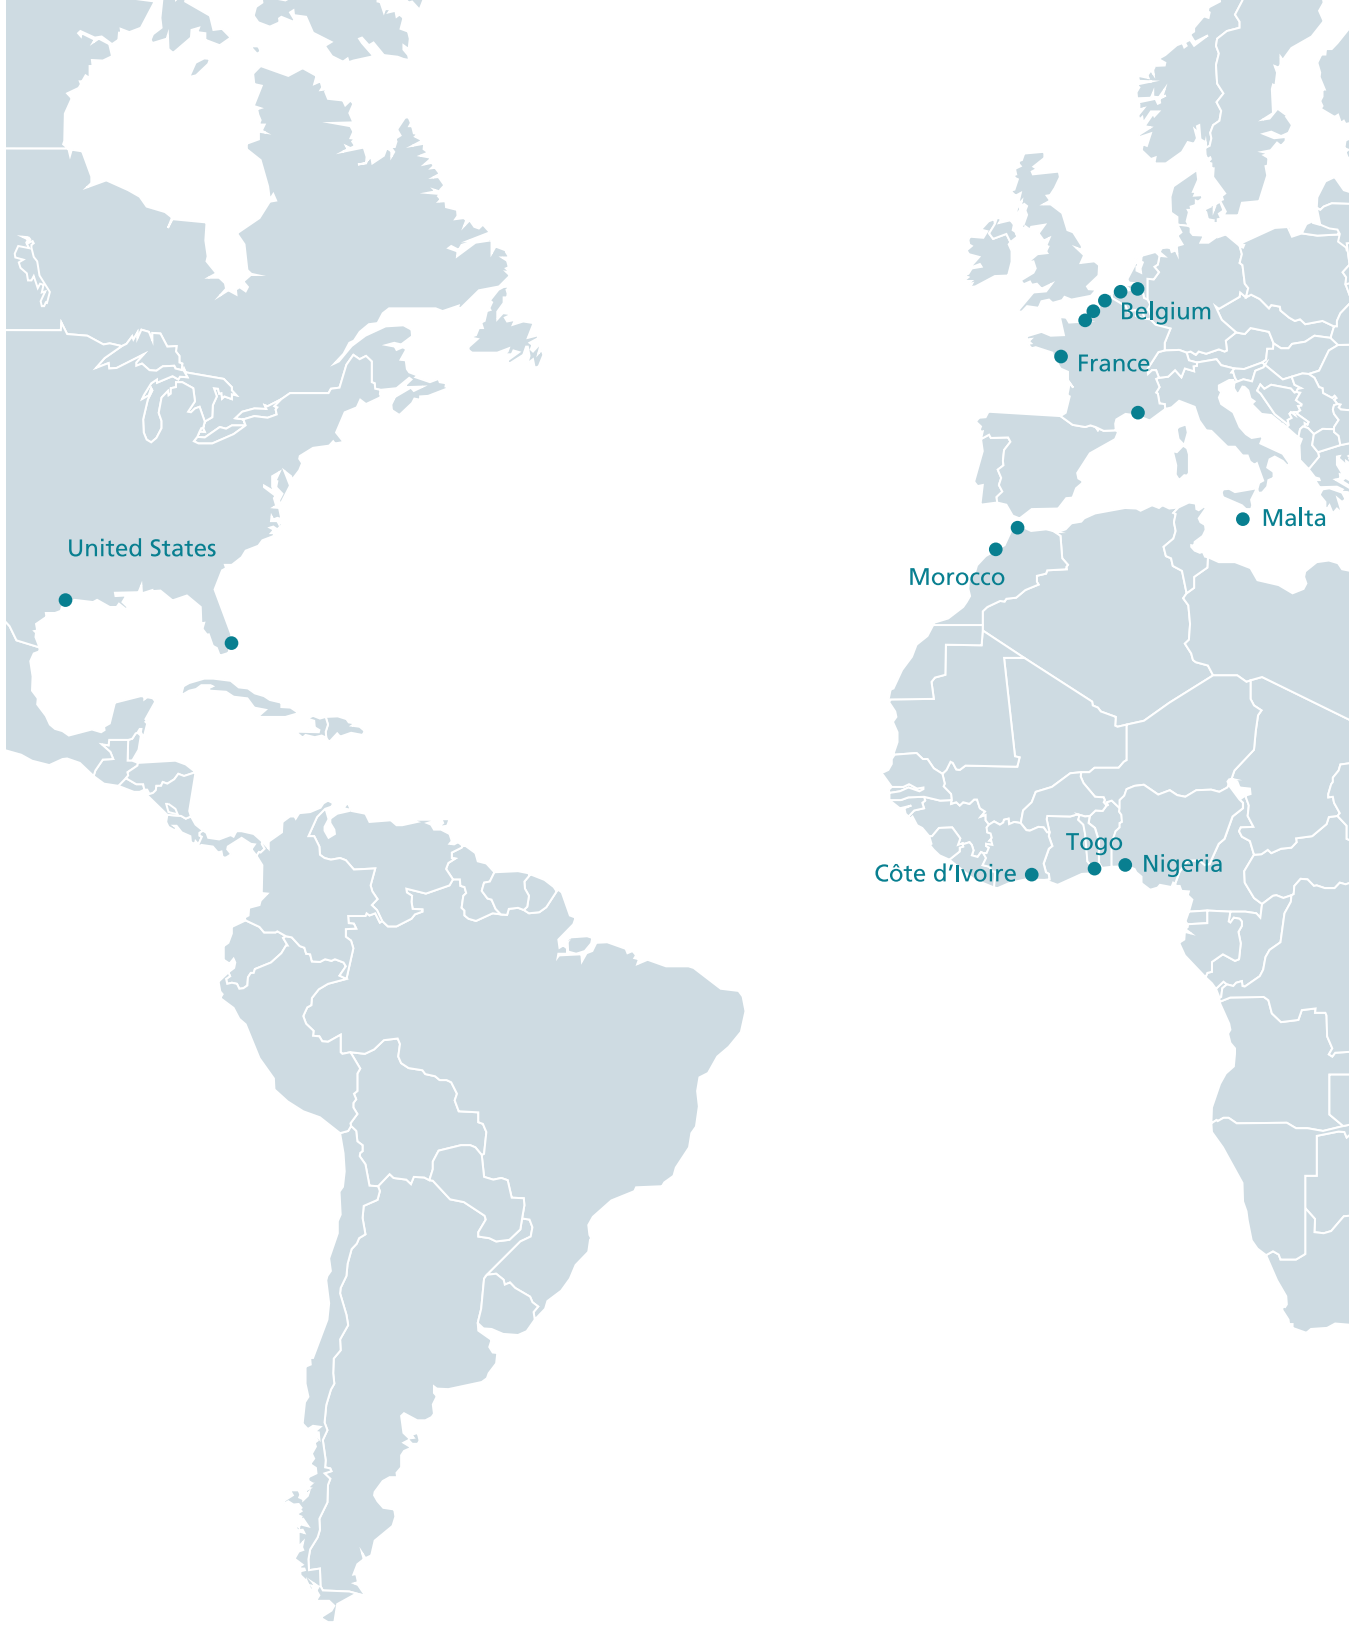 Belgium
France
Malta
United States
Morocco
Togo
Côte d’Ivoire
Nigeria